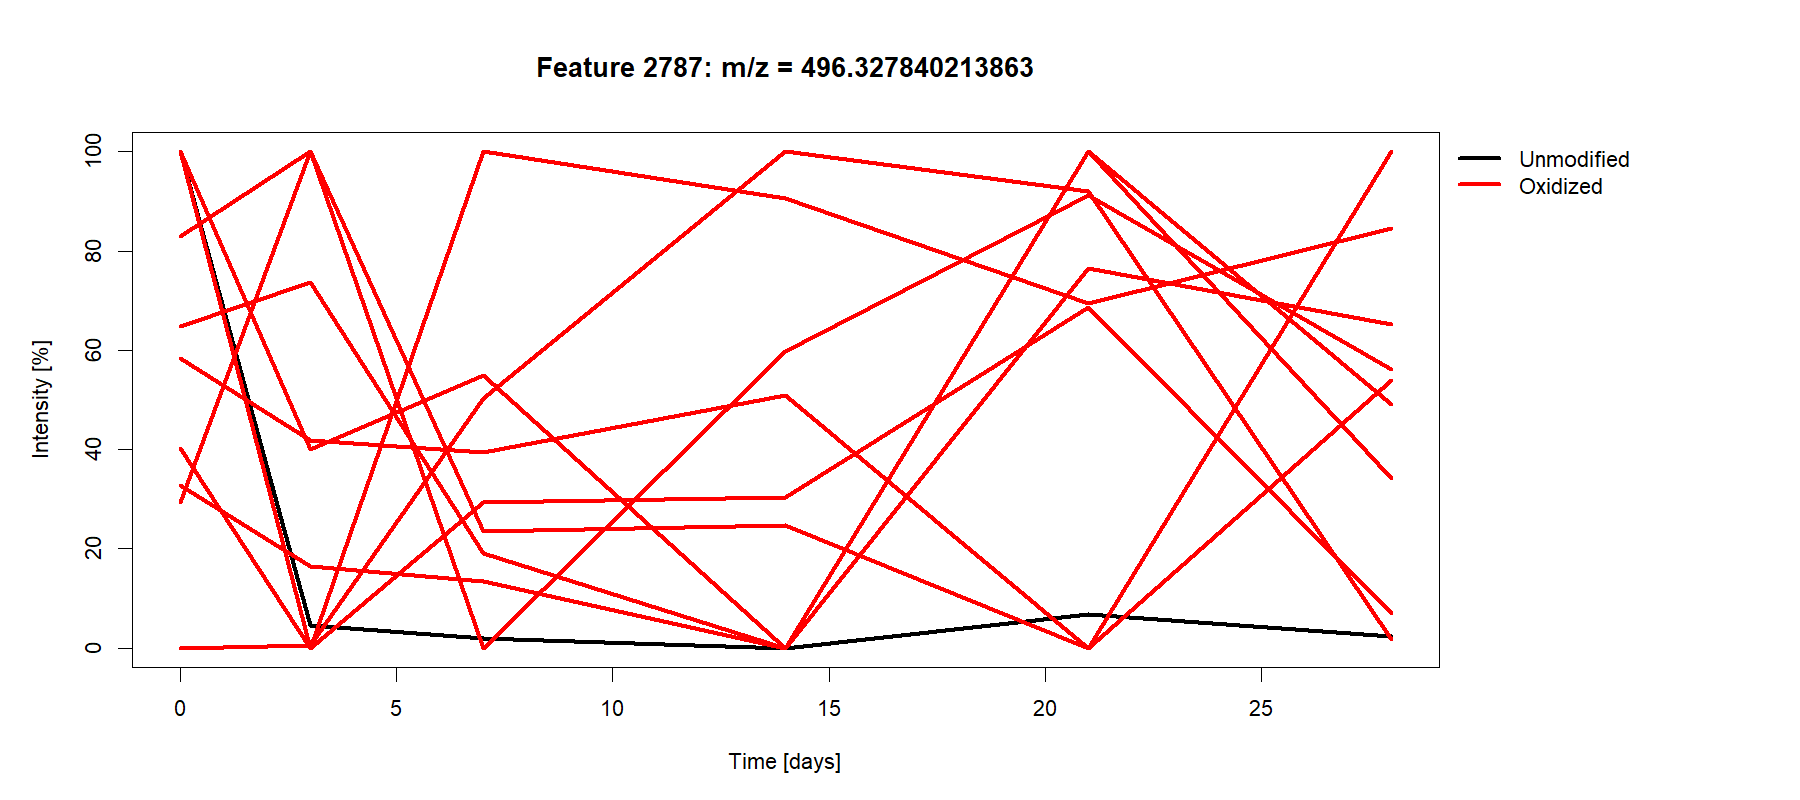 Feature 2787: m/z = 496.327840213863
Unmodified
Oxidized
Intensity [%]
100
80
60
40
20
0
0 5 10 15 20 25
Time [days]